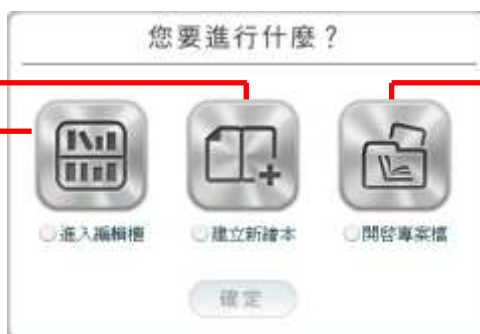 您要進行什麼？
進入編輯櫃
建立新繪本
開啓專案檔
確定